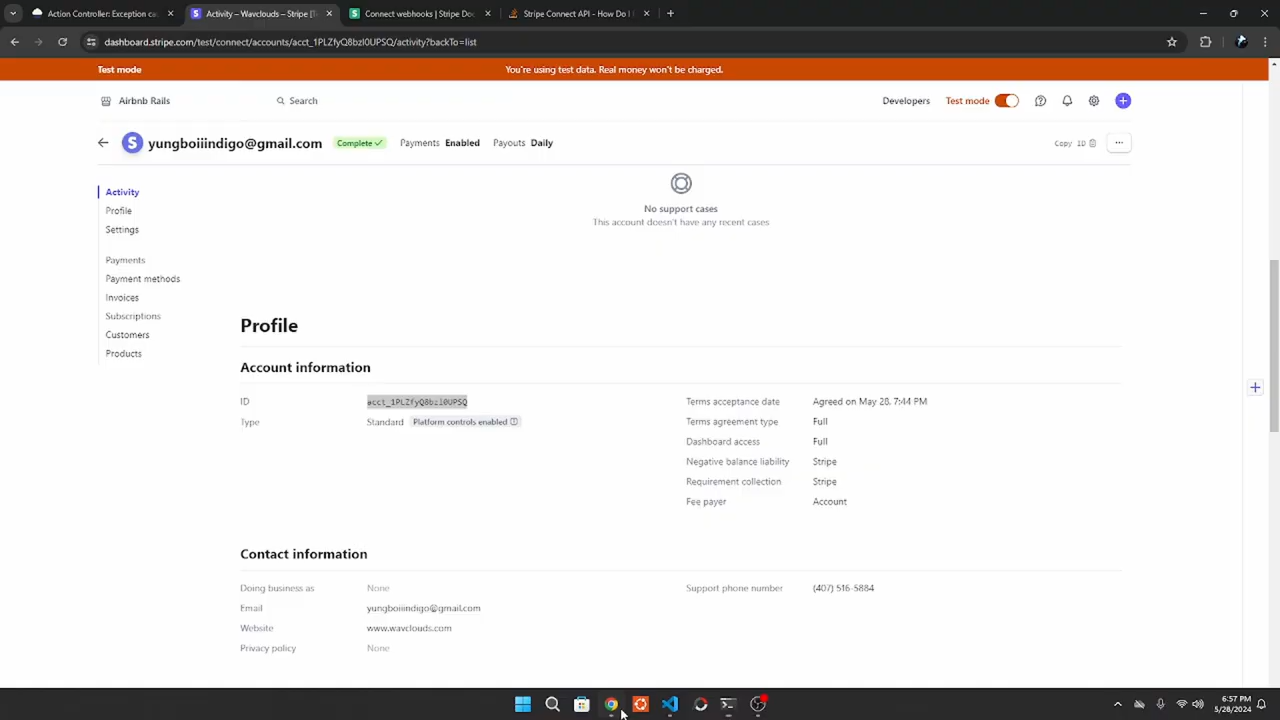 Action Controller: Exception ca
Activity – Wavclouds – Stripe [T
Connect webhooks | Stripe Doc
Stripe Connect API - How Do I
dashboard.stripe.com/test/connect/accounts/acct_1PLZfyQ8bzl0UPSQ/activity?backTo=list
Test mode
You're using test data. Real money won't be charged.
Airbnb Rails
Search
Developers
Test mode
yungboiiindigo@gmail.com
Complete
Payments Enabled
Payouts Daily
Copy ID
Activity
Profile
Settings
Payments
Payment methods
Invoices
Subscriptions
Customers
Products
No support cases
This account doesn't have any recent cases
Profile
Account information
ID acct_1PLZfyQ8bzl0UPSQ
Type Standard Platform controls enabled
Terms acceptance date Agreed on May 28, 7:44 PM
Terms agreement type Full
Dashboard access Full
Negative balance liability Stripe
Requirement collection Stripe
Fee payer Account
Contact information
Doing business as None
Email yungboiiindigo@gmail.com
Website www.wavclouds.com
Privacy policy None
Support phone number (407) 516-5884
6:57 PM
5/28/2024